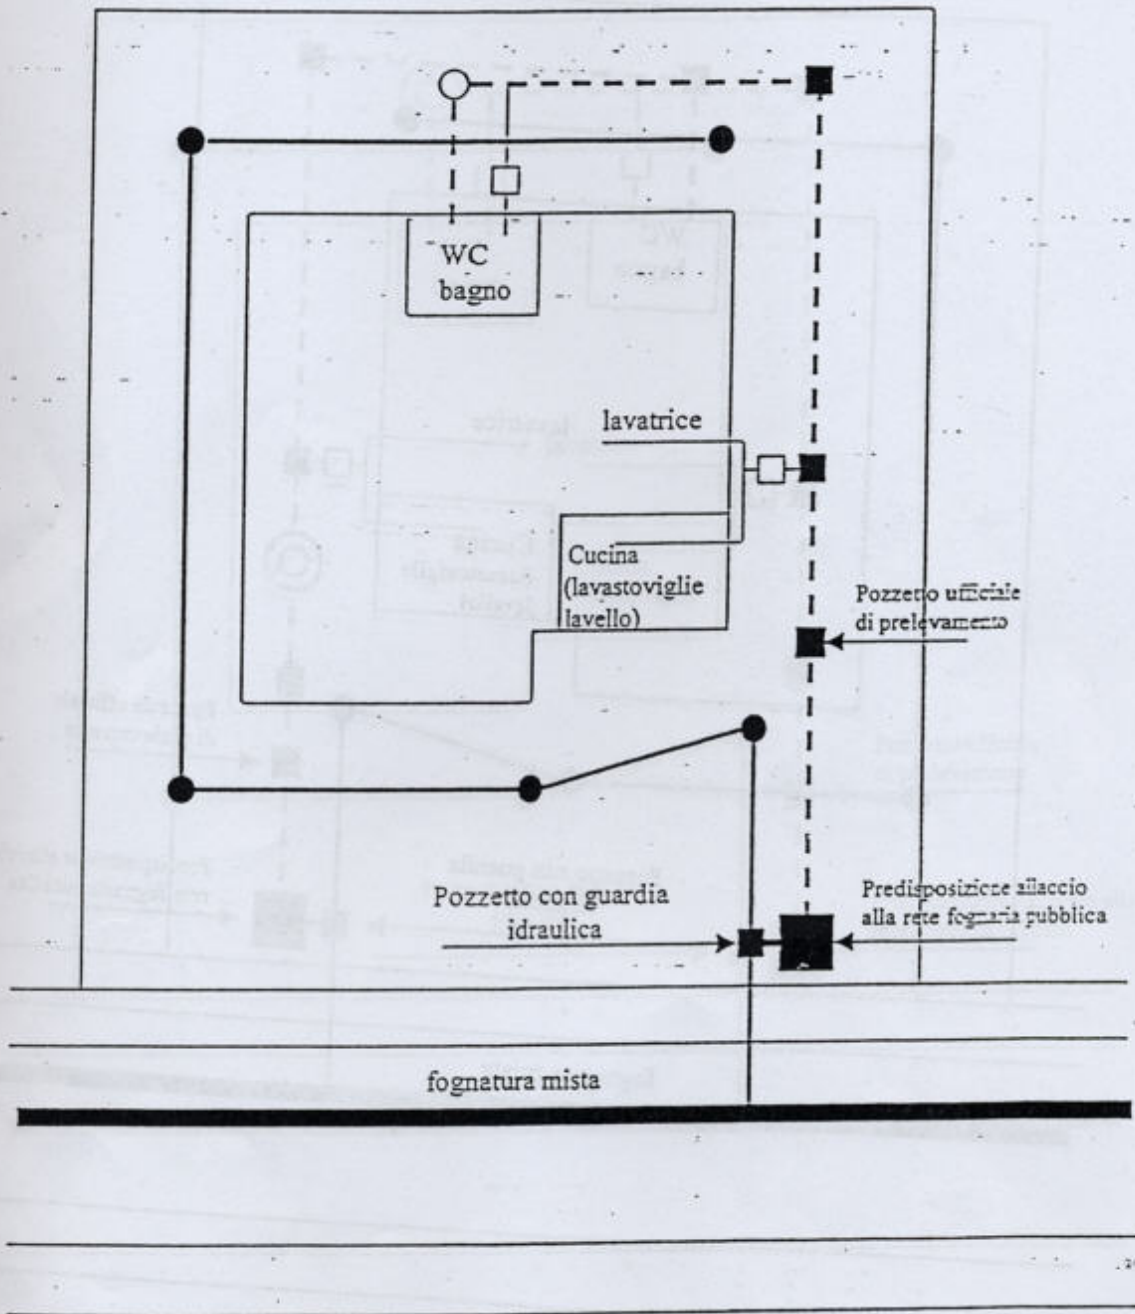 WC
bagno
lavatrice
Cucina
(lavastoviglie
lavello)
Pozzetto ufficiale
di prelevamento
Pozzetto con guardia
idraulica
Predisposizione allaccio
alla rete fognaria pubblica
fognatura mista